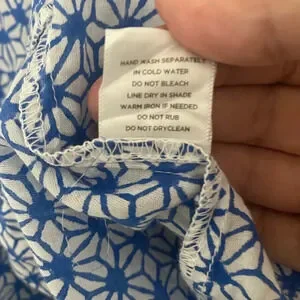 HAND WASH SEPARATELY
IN COLD WATER
DO NOT BLEACH
LINE DRY IN SHADE
WARM IRON IF NEEDED
DO NOT RUB
DO NOT DRYCLEAN